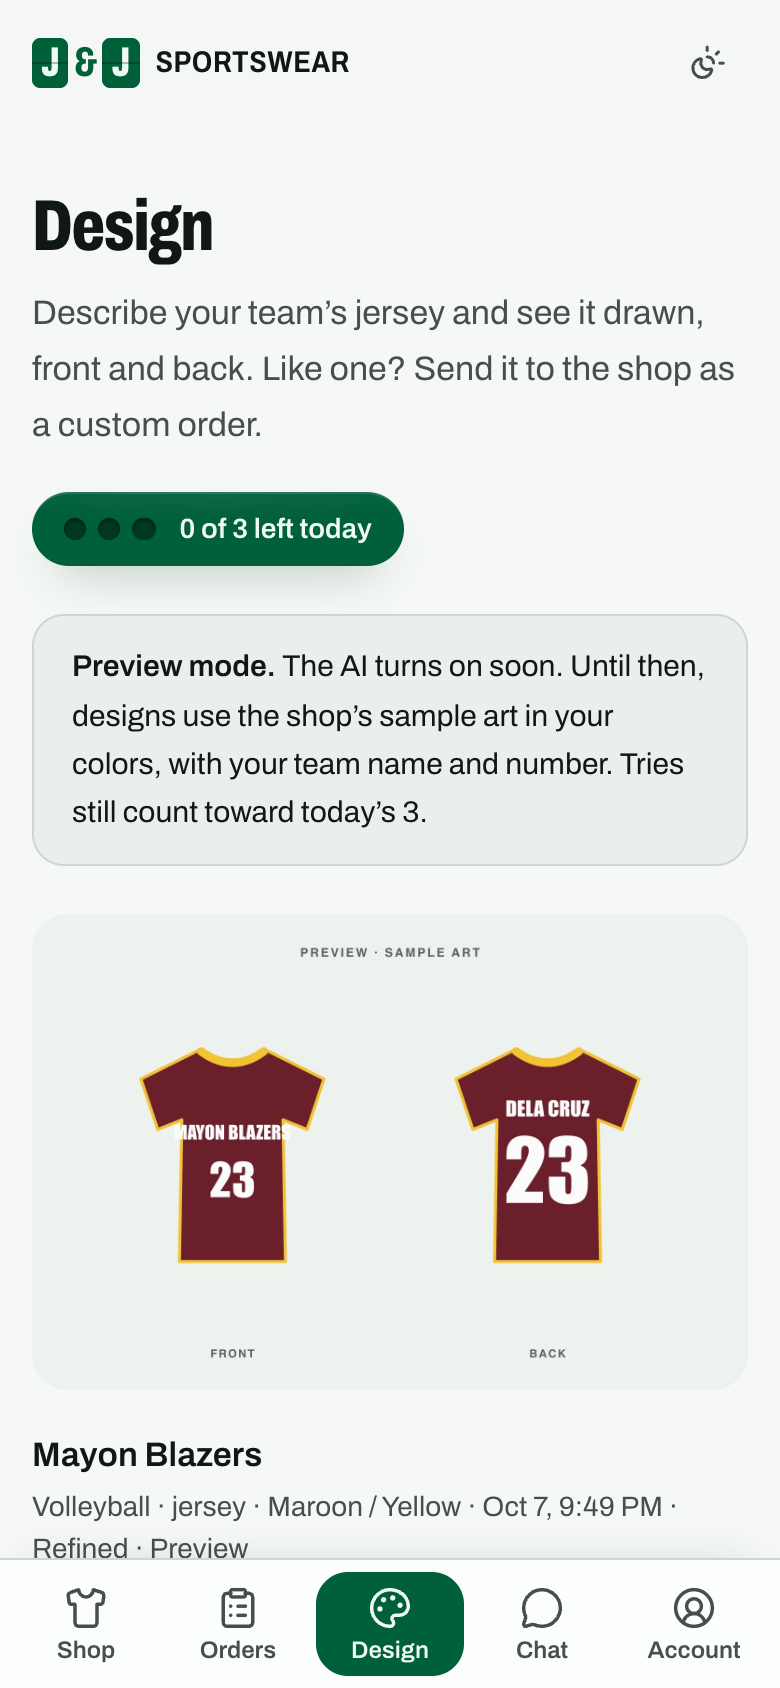 J & J SPORTSWEAR
Design
Describe your team’s jersey and see it drawn,
front and back. Like one? Send it to the shop as
a custom order.
0 of 3 left today
Preview mode. The AI turns on soon. Until then,
designs use the shop’s sample art in your
colors, with your team name and number. Tries
still count toward today’s 3.
PREVIEW · SAMPLE ART
MAYON BLAZERS
23
DELA CRUZ
23
FRONT
BACK
Mayon Blazers
Volleyball · jersey · Maroon / Yellow · Oct 7, 9:49 PM ·
Refined · Preview
Shop
Orders
Design
Chat
Account